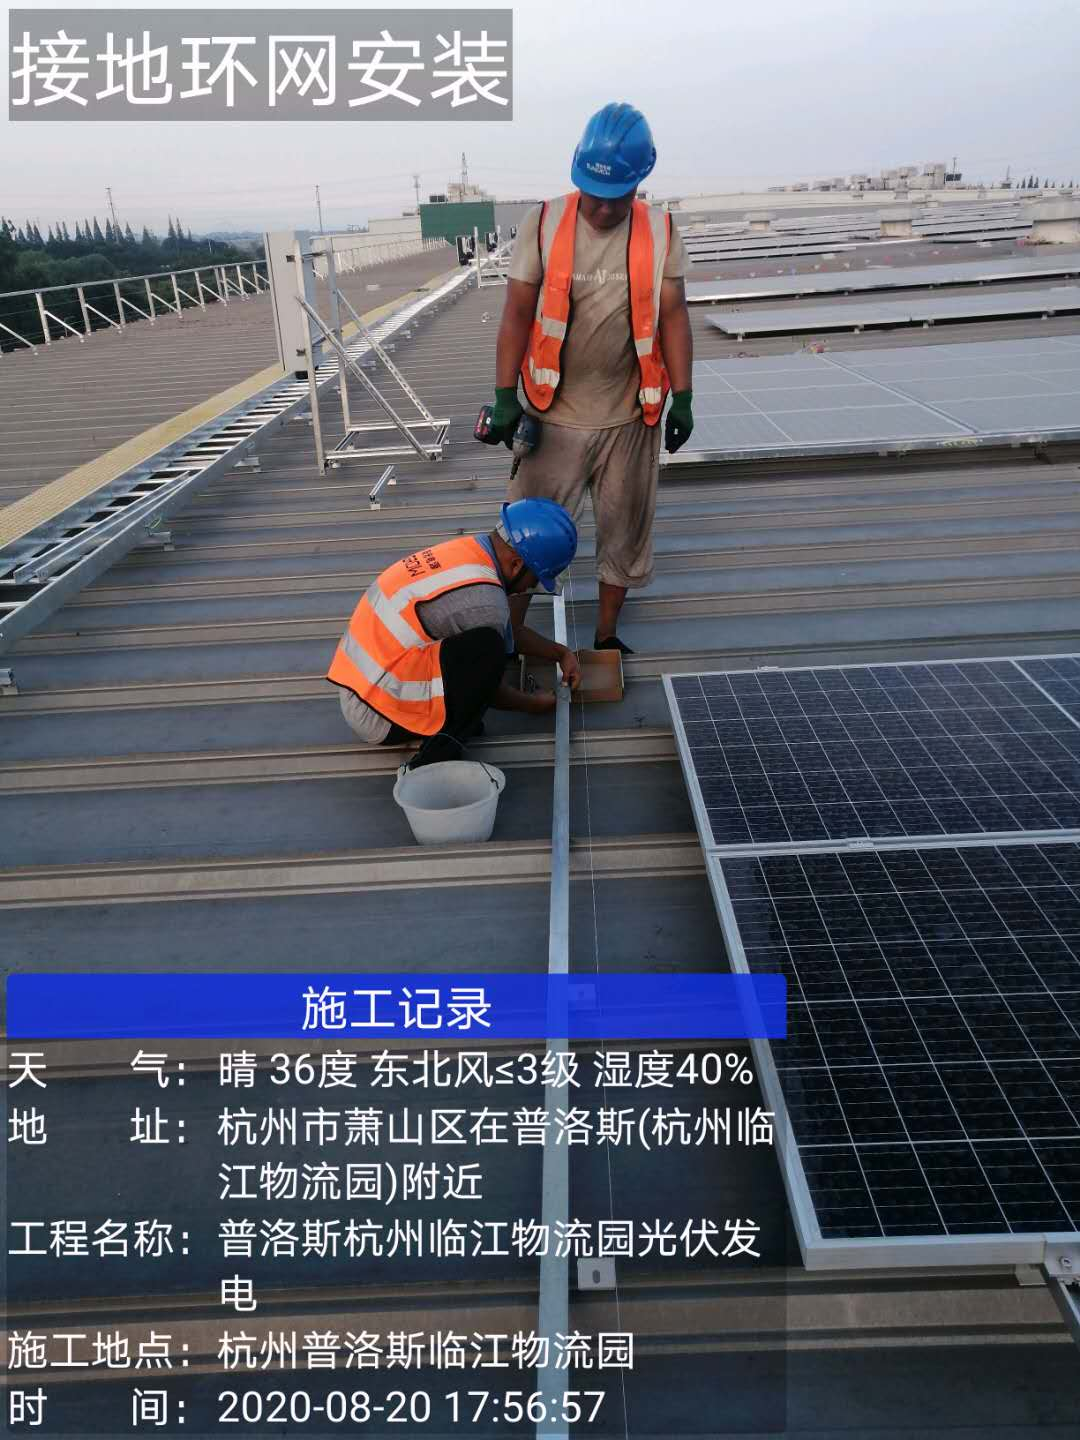 接地环网安装
施工记录
天 气：晴 36度 东北风≤3级 湿度40%
地 址：杭州市萧山区在普洛斯(杭州临
江物流园)附近
工程名称：普洛斯杭州临江物流园光伏发
电
施工地点：杭州普洛斯临江物流园
时 间：2020-08-20 17:56:57